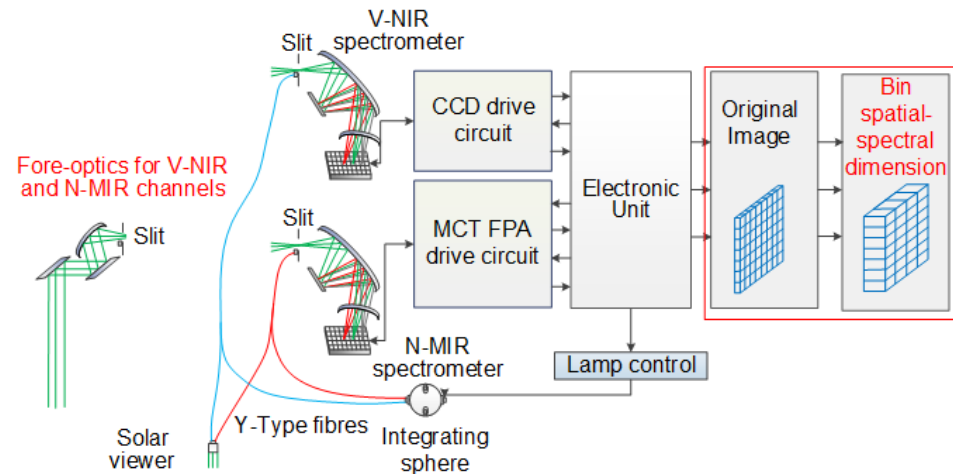 V-NIR
spectrometer
Slit
CCD drive
circuit
Original
Image
Bin
spatial-
spectral
dimension
Fore-optics for V-NIR
and N-MIR channels
Slit
Slit
Electronic
Unit
MCT FPA
drive circuit
N-MIR
spectrometer
Lamp control
Y-Type fibres
Solar
viewer
Integrating
sphere